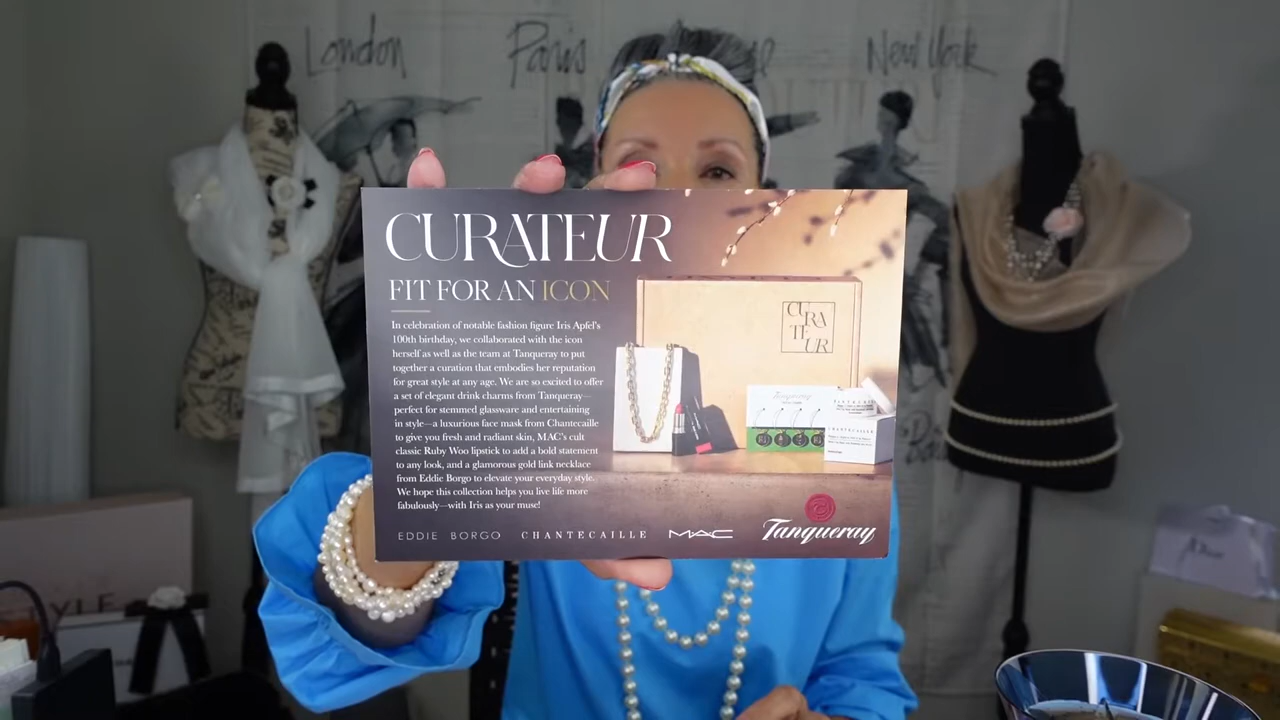 London
Paris
New York
CURATEUR
FIT FOR AN ICON
In celebration of notable fashion figure Iris Apfel's
100th birthday, we collaborated with the icon
herself as well as the team at Tanqueray to put
together a curation that embodies her reputation
for great style at any age. We are so excited to offer
a set of elegant drink charms from Tanqueray—
perfect for stemmed glassware and entertaining
in style—a luxurious face mask from Chantecaille
to give you fresh and radiant skin, MAC's cult
classic Ruby Woo lipstick to add a bold statement
to any look, and a glamorous gold link necklace
from Eddie Borgo to elevate your everyday style.
We hope this collection helps you live life more
fabulously—with Iris as your muse!
CU
RA
TE
UR
Tanqueray
CHANTECAILLE
EDDIE BORGO CHANTECAILLE MAC Tanqueray